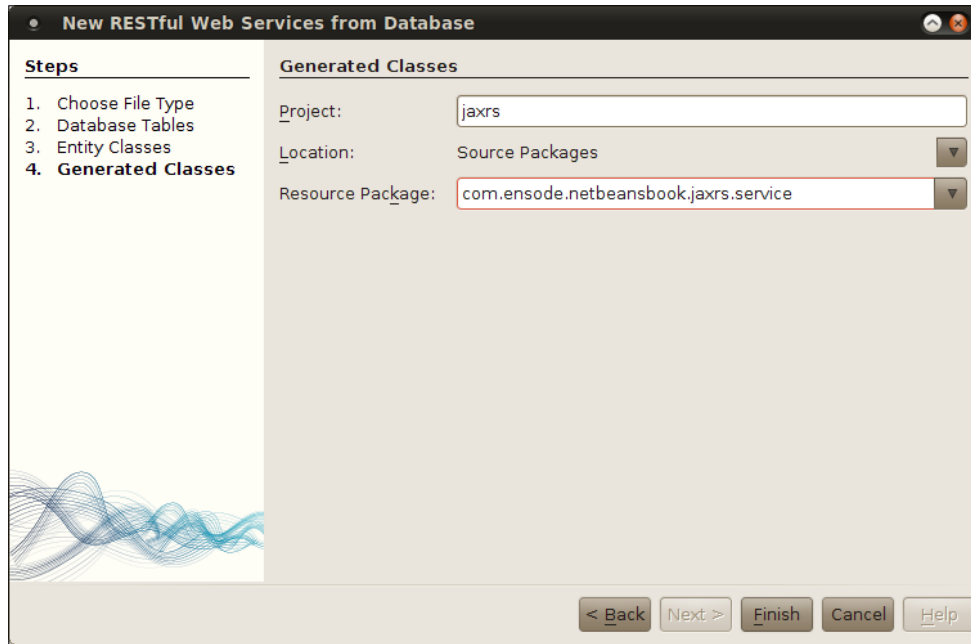 New RESTful Web Services from Database
Steps
1. Choose File Type
2. Database Tables
3. Entity Classes
4. Generated Classes
Generated Classes
Project: jaxrs
Location: Source Packages
Resource Package: com.ensode.netbeansbook.jaxrs.service
< Back Next > Finish Cancel Help